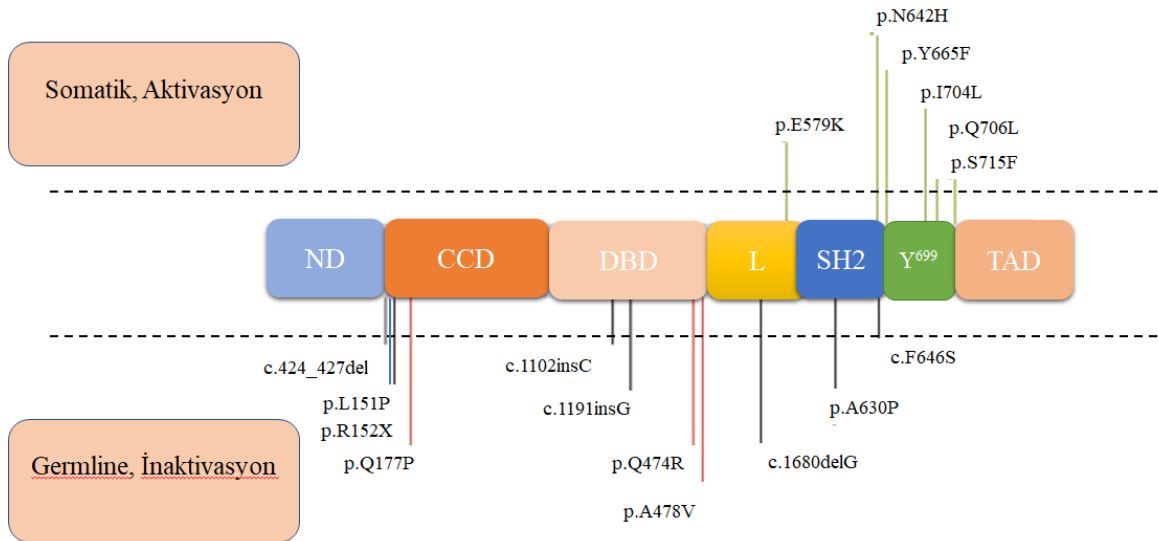 p.N642H
p.Y665F
Somatik, Aktivasyon
p.I704L
p.E579K
p.Q706L
p.S715F
ND
CCD
DBD
L
SH2
Y⁶⁹⁹
TAD
c.424_427del
c.1102insC
c.F646S
p.L151P
c.1191insG
p.A630P
p.R152X
Germline, İnaktivasyon
p.Q177P
p.Q474R
c.1680delG
p.A478V